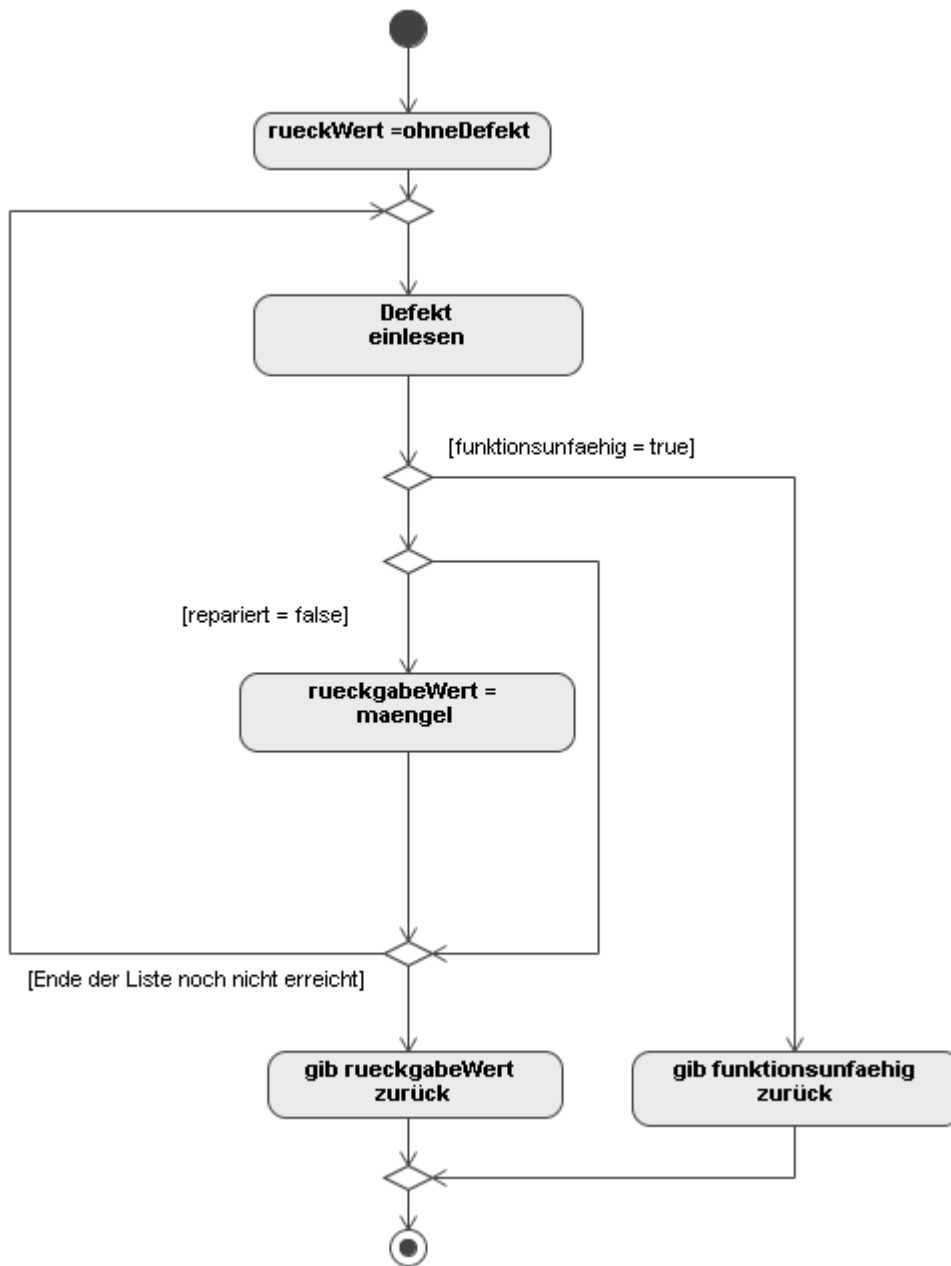 rueckWert =ohneDefekt
Defekt
einlesen
[funktionsunfaehig = true]
[repariert = false]
rueckgabeWert =
maengel
[Ende der Liste noch nicht erreicht]
gib rueckgabeWert
zurück
gib funktionsunfaehig
zurück